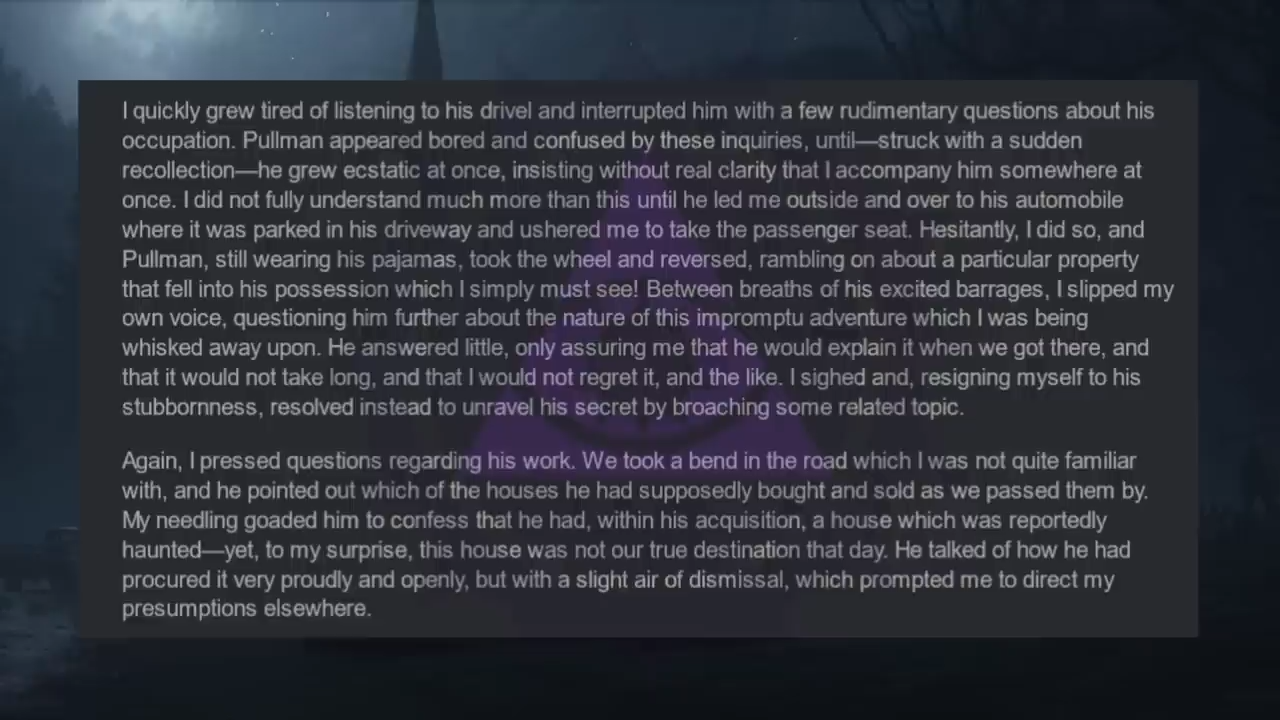 I quickly grew tired of listening to his drivel and interrupted him with a few rudimentary questions about his
occupation. Pullman appeared bored and confused by these inquiries, until—struck with a sudden
recollection—he grew ecstatic at once, insisting without real clarity that I accompany him somewhere at
once. I did not fully understand much more than this until he led me outside and over to his automobile
where it was parked in his driveway and ushered me to take the passenger seat. Hesitantly, I did so, and
Pullman, still wearing his pajamas, took the wheel and reversed, rambling on about a particular property
that fell into his possession which I simply must see! Between breaths of his excited barrages, I slipped my
own voice, questioning him further about the nature of this impromptu adventure which I was being
whisked away upon. He answered little, only assuring me that he would explain it when we got there, and
that it would not take long, and that I would not regret it, and the like. I sighed and, resigning myself to his
stubbornness, resolved instead to unravel his secret by broaching some related topic.
Again, I pressed questions regarding his work. We took a bend in the road which I was not quite familiar
with, and he pointed out which of the houses he had supposedly bought and sold as we passed them by.
My needling goaded him to confess that he had, within his acquisition, a house which was reportedly
haunted—yet, to my surprise, this house was not our true destination that day. He talked of how he had
procured it very proudly and openly, but with a slight air of dismissal, which prompted me to direct my
presumptions elsewhere.